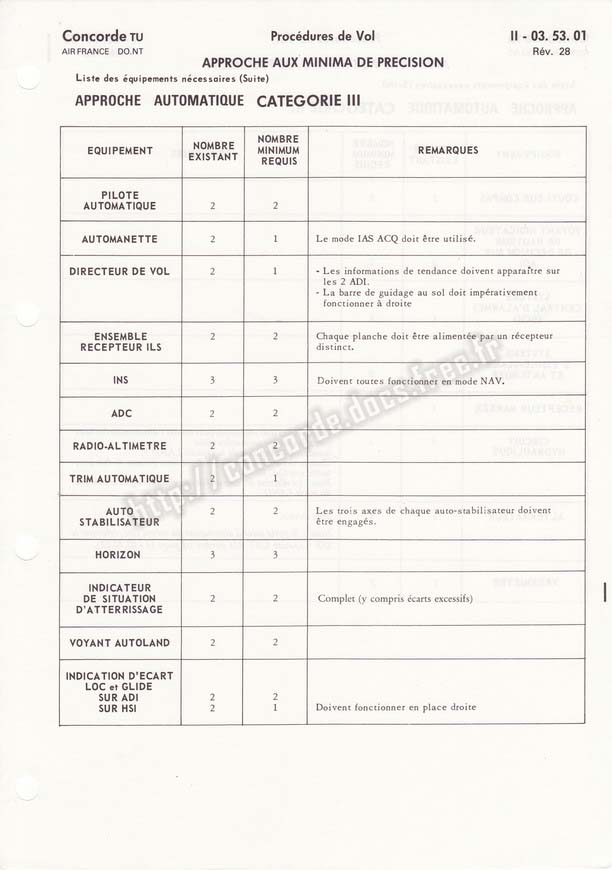 Concorde TU
Procédures de Vol
II - 03. 53. 01
AIR FRANCE DO.NT
Rév. 28
APPROCHE AUX MINIMA DE PRECISION
Liste des équipements nécessaires (Suite)
APPROCHE AUTOMATIQUE CATEGORIE III
EQUIPEMENT
NOMBRE EXISTANT
NOMBRE MINIMUM REQUIS
REMARQUES
PILOTE
AUTOMATIQUE 2 2
AUTOMANETTE 2 1 Le mode IAS ACQ doit être utilisé.
DIRECTEUR DE VOL 2 1 - Les informations de tendance doivent apparaître sur
les 2 ADI.
- La barre de guidage au sol doit impérativement
fonctionner à droite
ENSEMBLE 2 2 Chaque planche doit être alimentée par un récepteur
RECEPTEUR ILS distinct.
INS 3 3 Doivent toutes fonctionner en mode NAV.
ADC 2 2
RADIO-ALTIMETRE 2 2
TRIM AUTOMATIQUE 2 1
AUTO 2 2 Les trois axes de chaque auto-stabilisateur doivent
STABILISATEUR être engagés.
HORIZON 3 3
INDICATEUR
DE SITUATION 2 2 Complet (y compris écarts excessifs)
D'ATTERRISSAGE
VOYANT AUTOLAND 2 2
INDICATION D'ECART
LOC et GLIDE
SUR ADI 2 2
SUR HSI 2 1 Doivent fonctionner en place droite
http://concorde.docs.free.fr